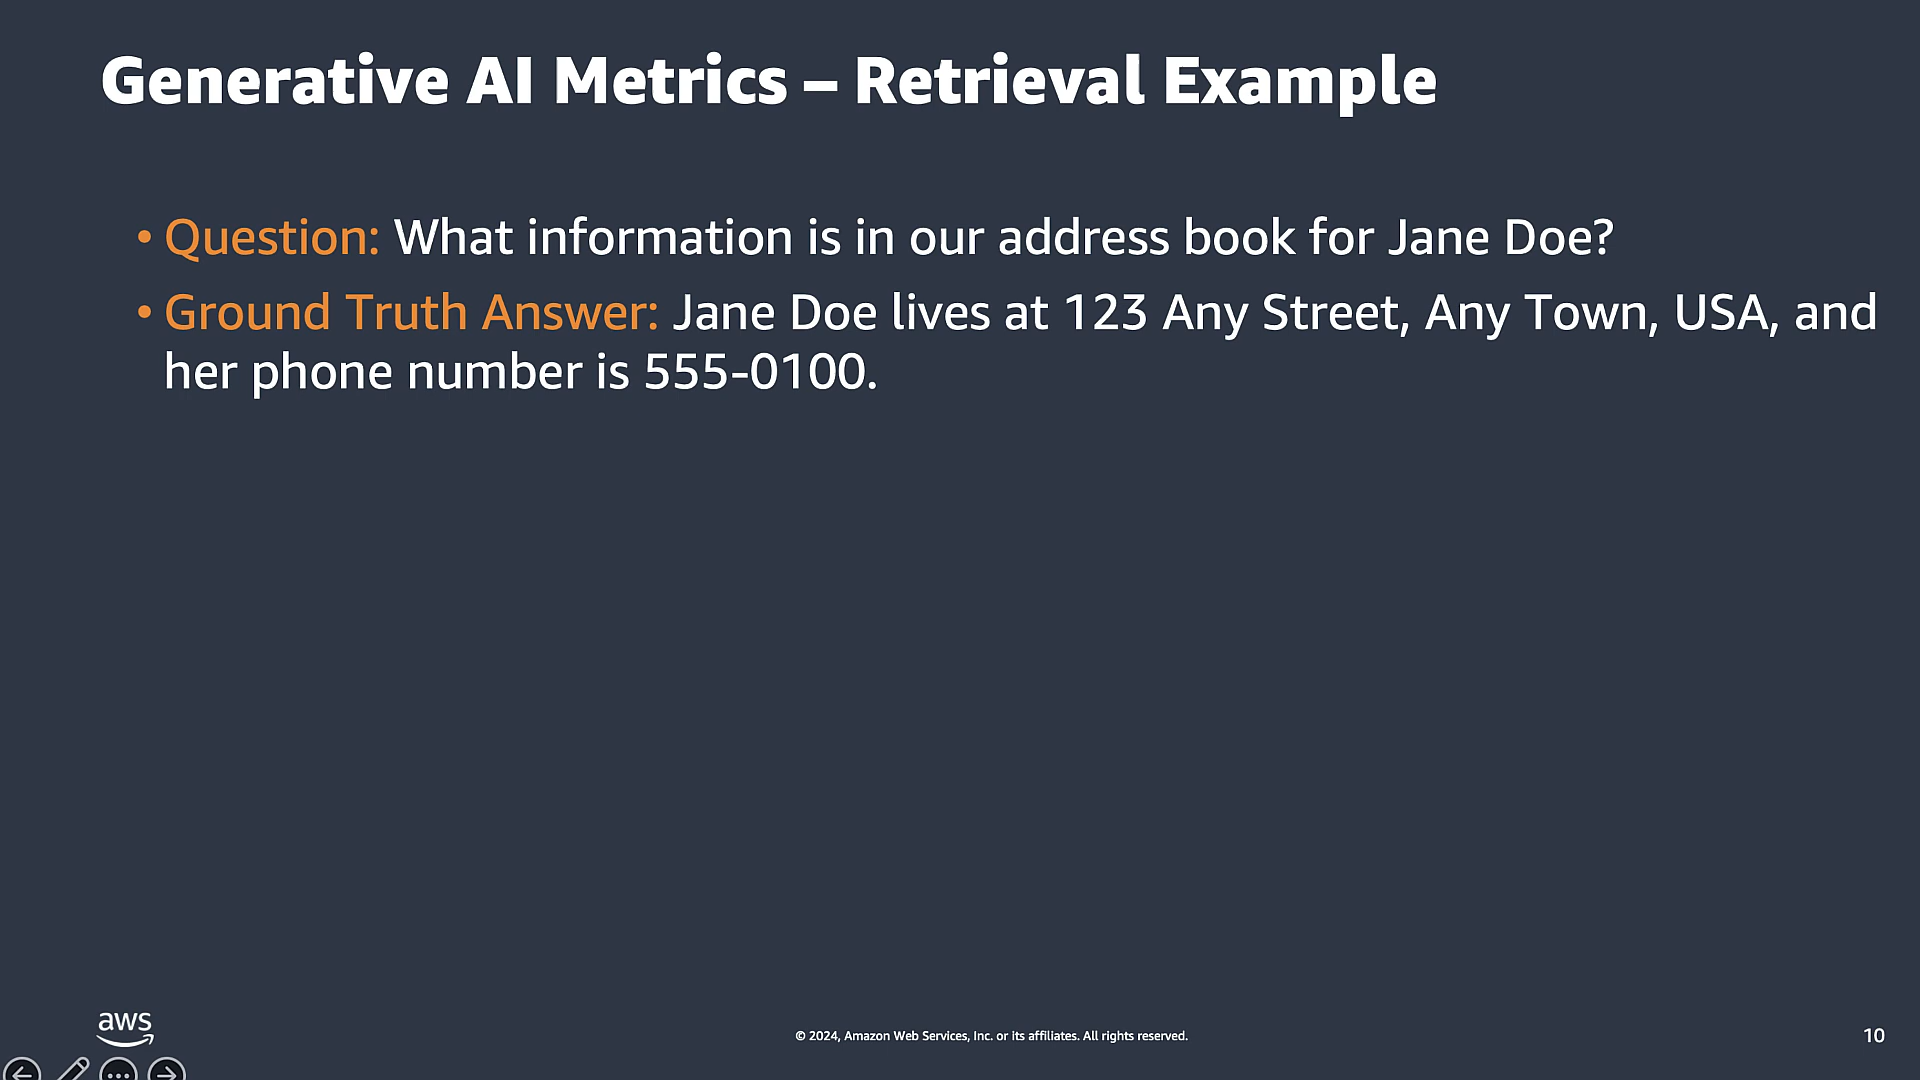 Generative AI Metrics – Retrieval Example
• Question: What information is in our address book for Jane Doe?
• Ground Truth Answer: Jane Doe lives at 123 Any Street, Any Town, USA, and
her phone number is 555-0100.
aws
© 2024, Amazon Web Services, Inc. or its affiliates. All rights reserved.
10